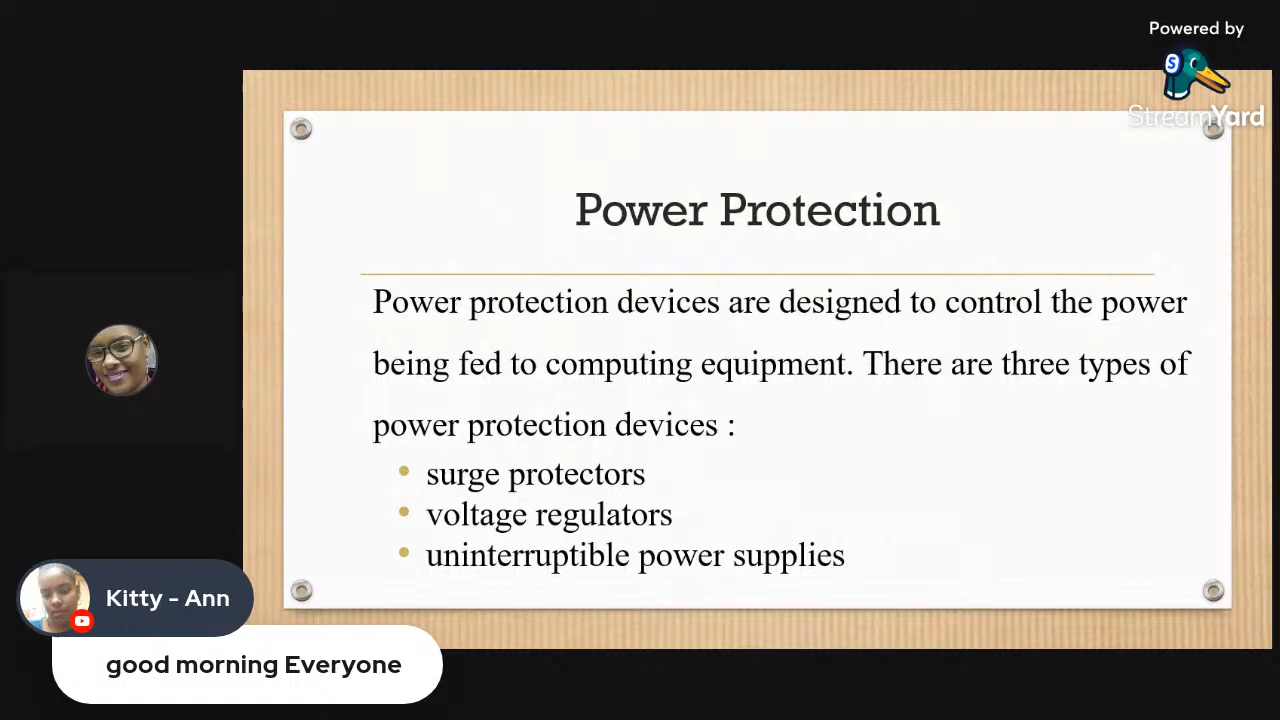 Powered by
S
StreamYard
Power Protection
Power protection devices are designed to control the power
being fed to computing equipment. There are three types of
power protection devices :
• surge protectors
• voltage regulators
• uninterruptible power supplies
Kitty - Ann
good morning Everyone